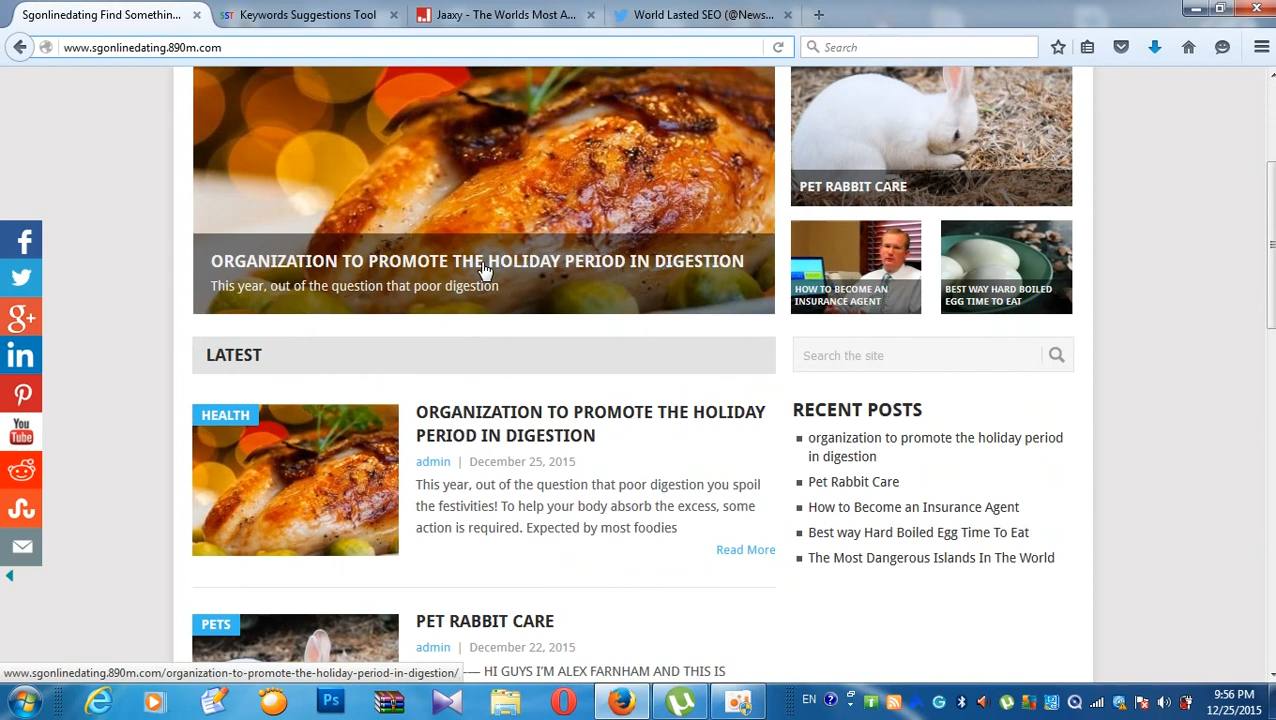 Sgonlinedating Find Somethin...
SST Keywords Suggestions Tool
Jaaxy - The Worlds Most A...
World Lasted SEO (@News...
www.sgonlinedating.890m.com
Search
ORGANIZATION TO PROMOTE THE HOLIDAY PERIOD IN DIGESTION
This year, out of the question that poor digestion
PET RABBIT CARE
HOW TO BECOME AN
INSURANCE AGENT
BEST WAY HARD BOILED
EGG TIME TO EAT
f
g+
in
You
Tube
LATEST
Search the site
HEALTH
ORGANIZATION TO PROMOTE THE HOLIDAY
PERIOD IN DIGESTION
admin | December 25, 2015
This year, out of the question that poor digestion you spoil
the festivities! To help your body absorb the excess, some
action is required. Expected by most foodies
Read More
RECENT POSTS
organization to promote the holiday period
in digestion
Pet Rabbit Care
How to Become an Insurance Agent
Best way Hard Boiled Egg Time To Eat
The Most Dangerous Islands In The World
PETS
PET RABBIT CARE
admin | December 22, 2015
— HI GUYS I'M ALEX FARNHAM AND THIS IS
www.sgonlinedating.890m.com/organization-to-promote-the-holiday-period-in-digestion/
Ps
EN
9:56 PM
12/25/2015